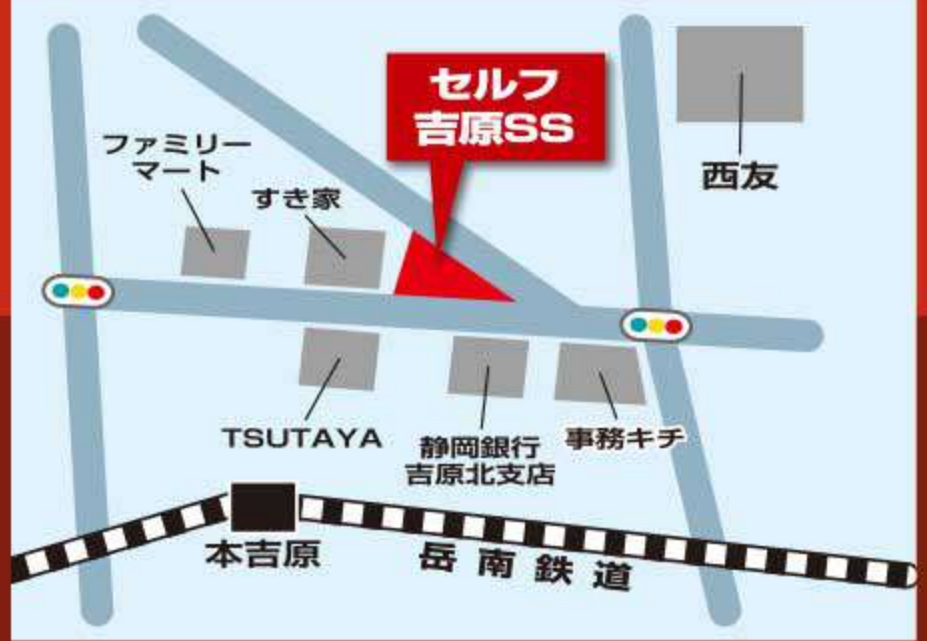 セルフ
吉原SS
西友
ファミリー
マート
すき家
TSUTAYA
静岡銀行
吉原北支店
事務キチ
本吉原
岳南鉄道